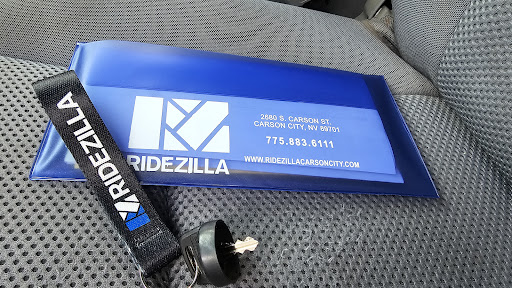 RIDEZILLA
2880 S. CARSON ST.
CARSON CITY, NV 89701
775.883.6111
RIDEZILLA
WWW.RIDEZILLACARSONCITY.COM